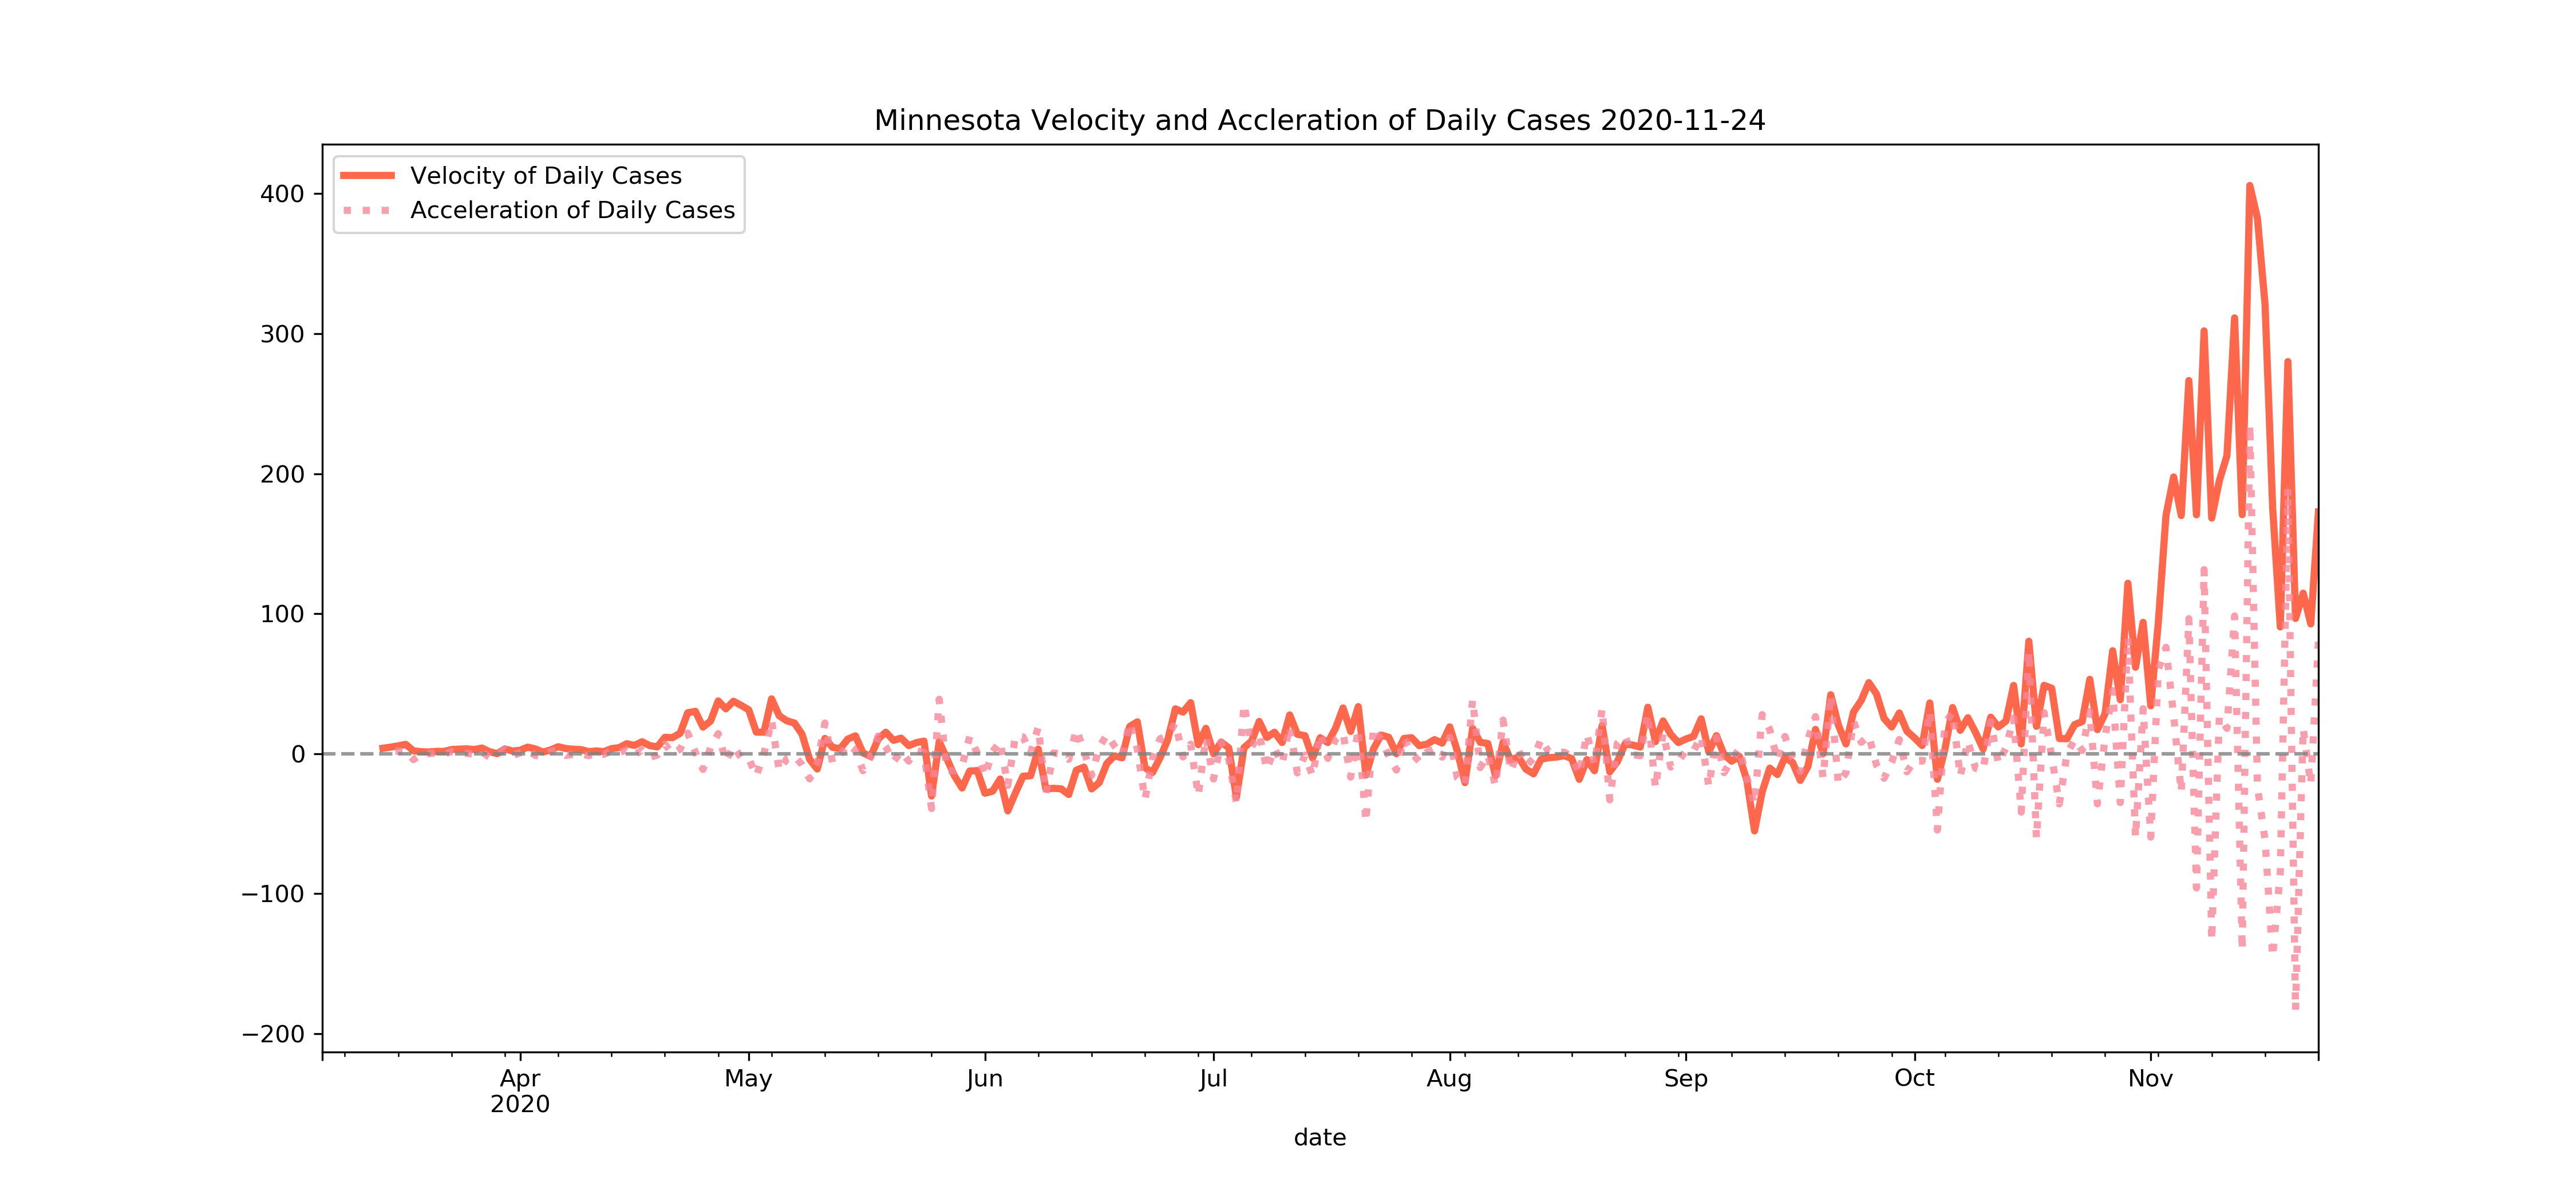 Minnesota Velocity and Accleration of Daily Cases 2020-11-24
Velocity of Daily Cases
Acceleration of Daily Cases
400
300
200
100
0
−100
−200
Apr
2020
May
Jun
Jul
Aug
Sep
Oct
Nov
date